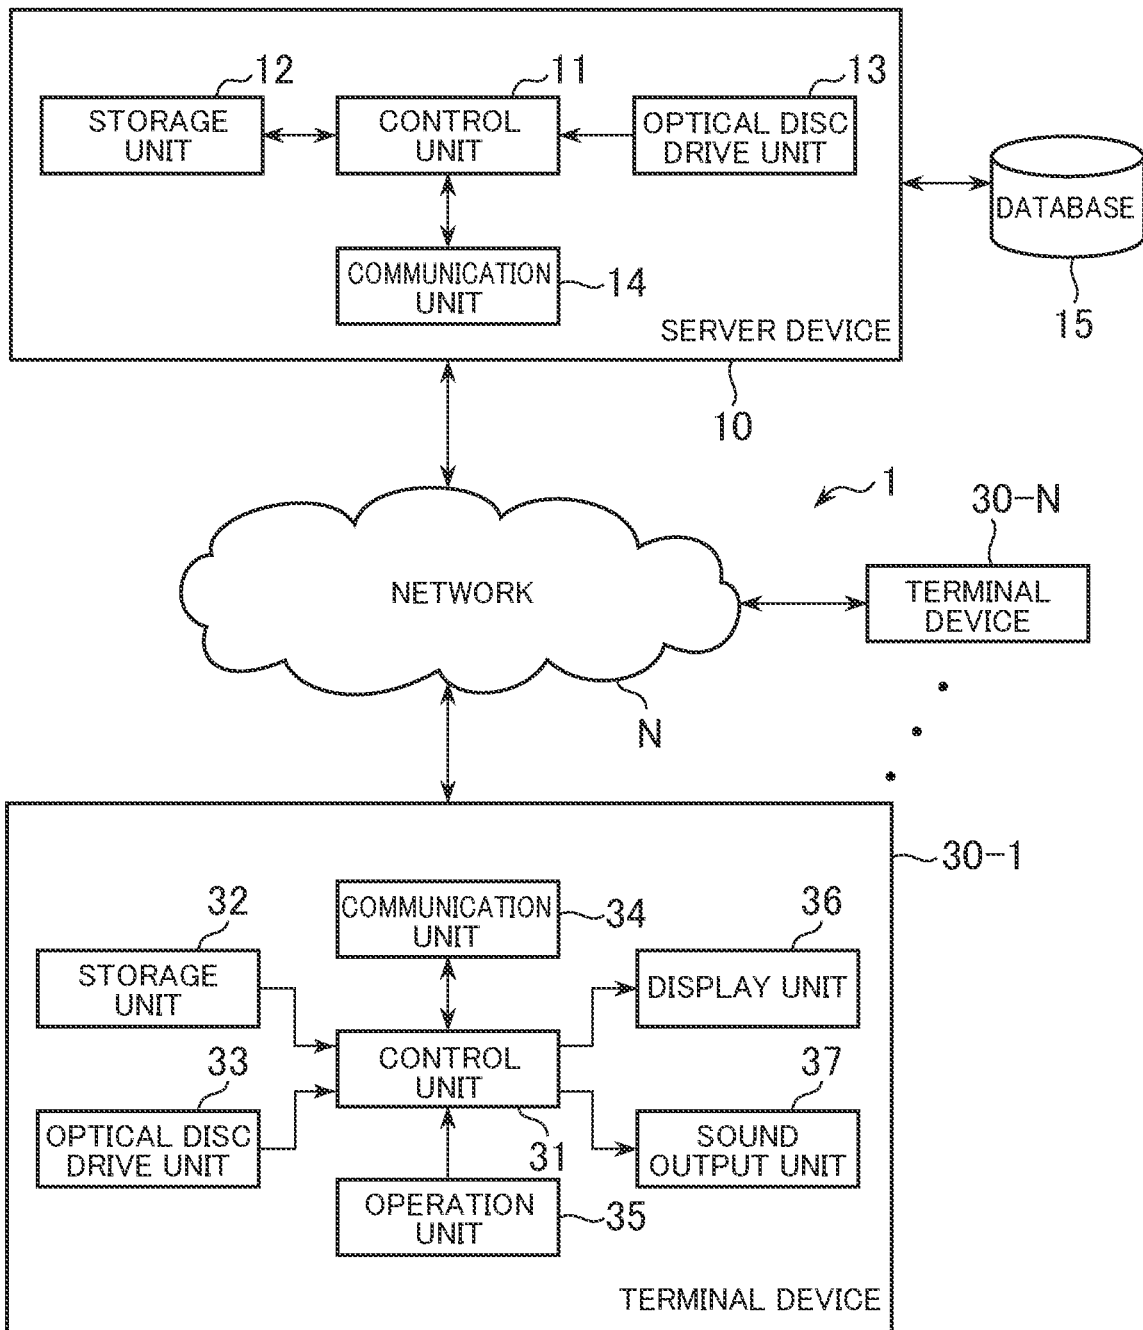 12
11
13
STORAGE
UNIT
CONTROL
UNIT
OPTICAL DISC
DRIVE UNIT
DATABASE
15
COMMUNICATION
UNIT
14
SERVER DEVICE
10
1
30-N
NETWORK
TERMINAL
DEVICE
N
30-1
32
COMMUNICATION
UNIT
34
36
STORAGE
UNIT
DISPLAY UNIT
33
CONTROL
UNIT
37
OPTICAL DISC
DRIVE UNIT
31
SOUND
OUTPUT UNIT
OPERATION
UNIT
35
TERMINAL DEVICE